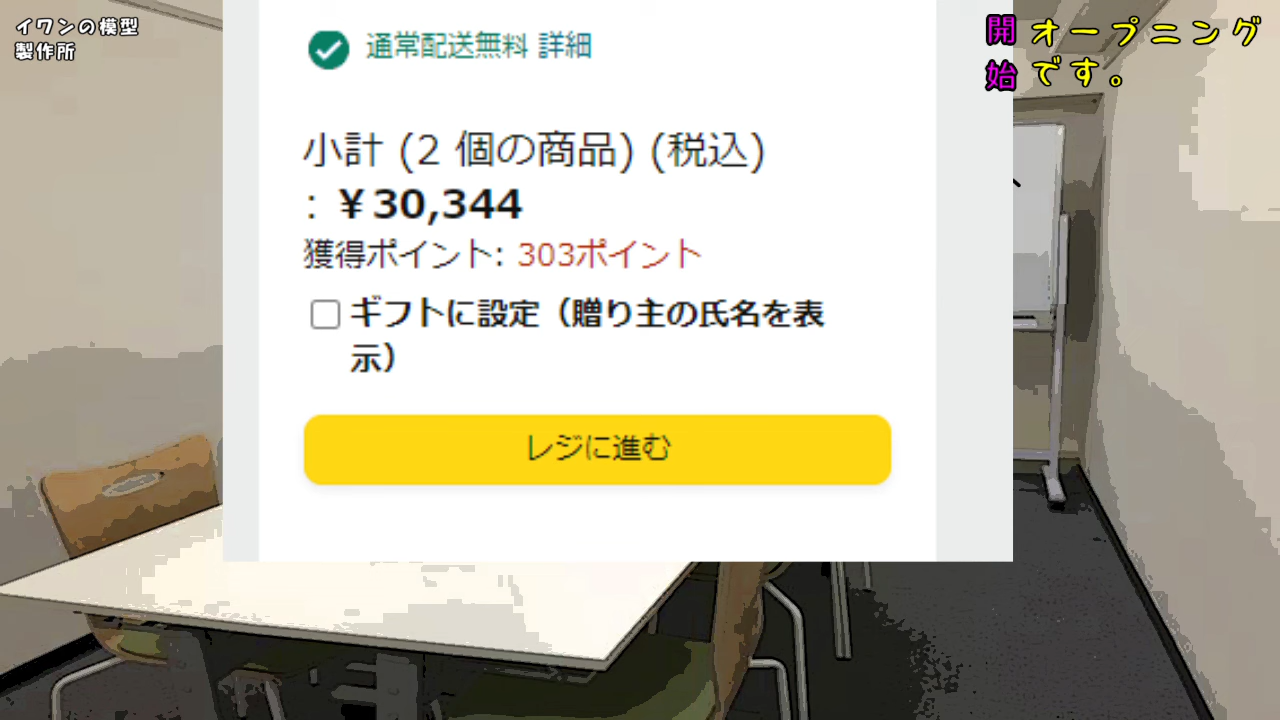 イワンの模型
製作所
通常配送無料 詳細
小計 (2 個の商品) (税込)
: ¥30,344
獲得ポイント: 303ポイント
ギフトに設定（贈り主の氏名を表
示）
レジに進む
開始
オープニング
です。